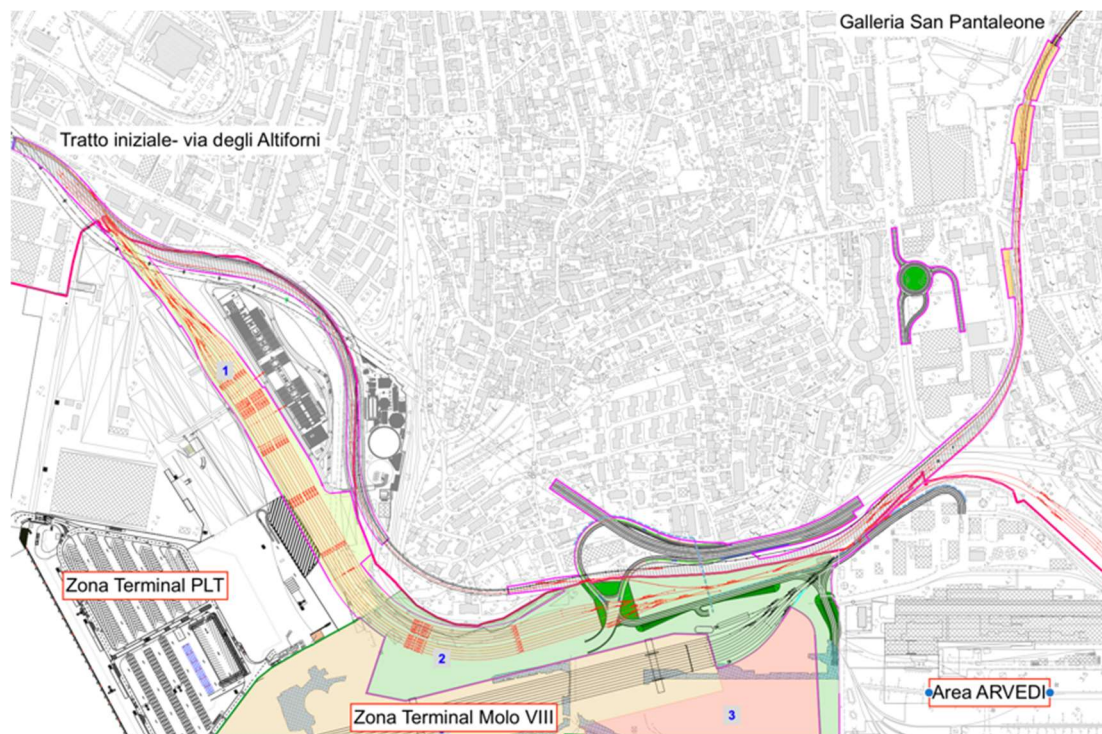 Galleria San Pantaleone
Tratto iniziale- via degli Altiforni
1
Zona Terminal PLT
2
Area ARVEDI
Zona Terminal Molo VIII
3